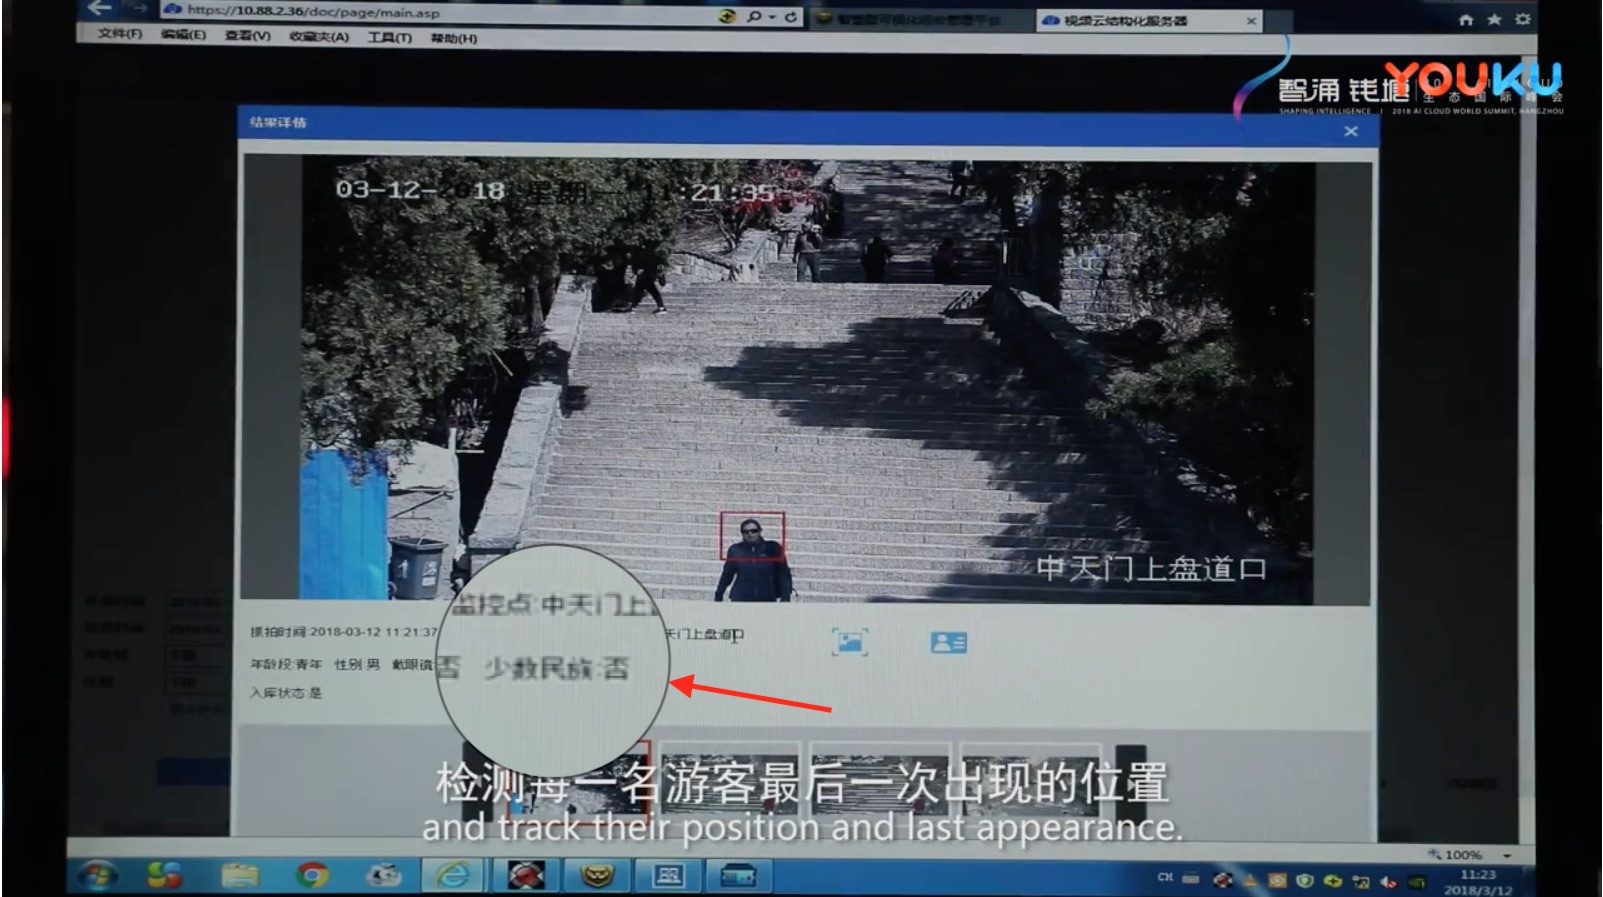 https://10.88.2.36/doc/page/main.asp
视频云结构化服务器
文件(F) 编辑(E) 查看(V) 收藏夹(A) 工具(T) 帮助(H)
YOUKU
智涌 钱塘
生态国际峰会
SHAPING INTELLIGENCE | 2018 AI CLOUD WORLD SUMMIT, HANGZHOU
结果详情
03-12-2018 星期一 11:21:35
中天门上盘道口
监控点:中天门上
抓拍时间:2018-03-12 11:21:37
天门上盘道口
年龄段:青年 性别:男 戴眼镜
否 少数民族:否
入库状态:是
检测每一名游客最后一次出现的位置
and track their position and last appearance.
100%
CH
11:23
2018/3/12